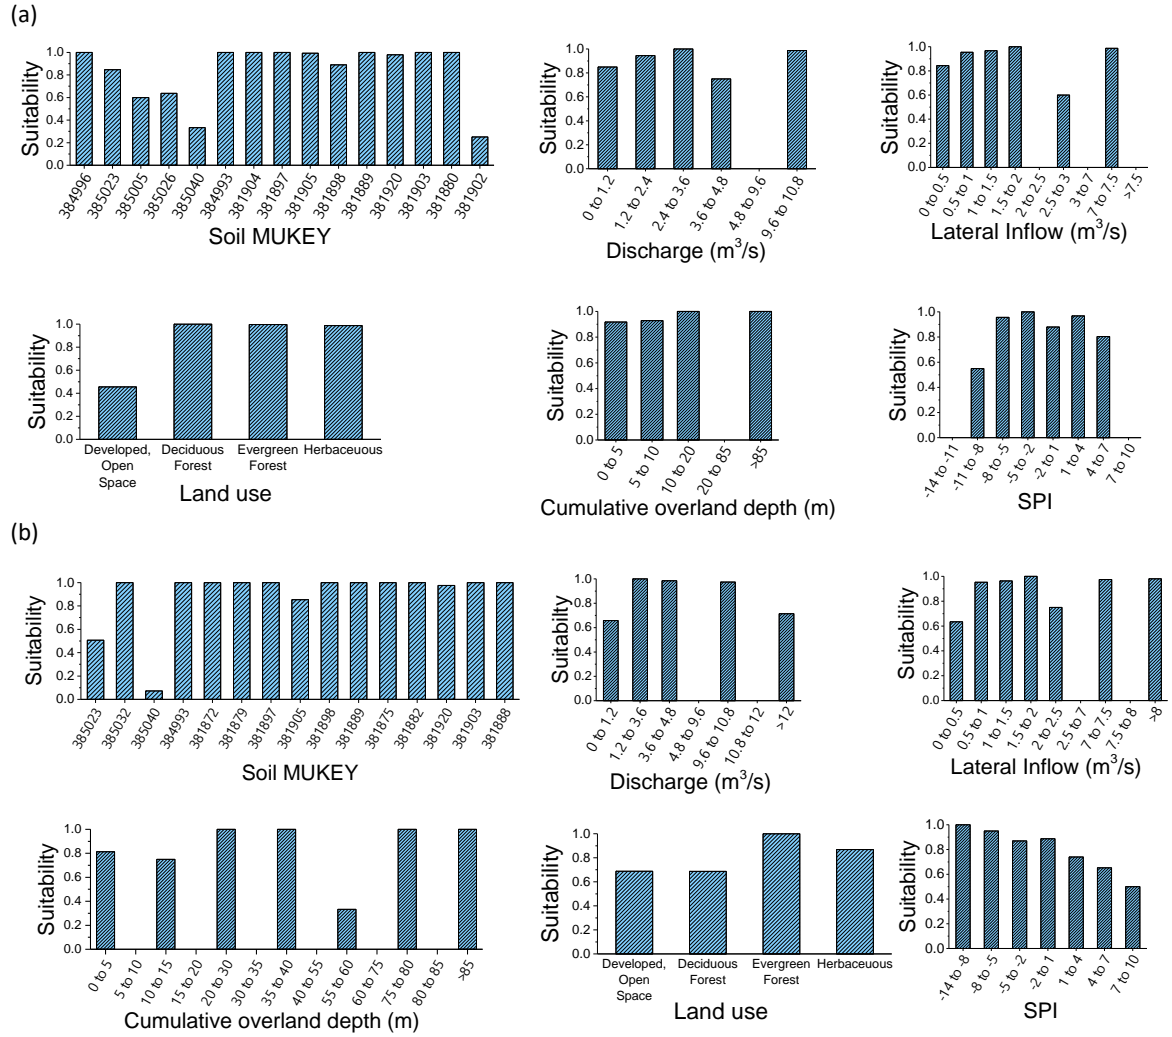 (a)
Suitability
1.0
0.8
0.6
0.4
0.2
0.0
384996
385023
385005
385026
385040
384993
381904
381897
381905
381898
381889
381920
381903
381880
381902
Soil MUKEY
Suitability
1.0
0.8
0.6
0.4
0.2
0.0
0 to 1.2
1.2 to 2.4
2.4 to 3.6
3.6 to 4.8
4.8 to 9.6
9.6 to 10.8
Discharge (m³/s)
Suitability
1.0
0.8
0.6
0.4
0.2
0.0
0 to 0.5
0.5 to 1
1 to 1.5
1.5 to 2
2 to 2.5
2.5 to 3
3 to 7
7 to 7.5
>7.5
Lateral Inflow (m³/s)
Suitability
1.0
0.8
0.6
0.4
0.2
0.0
Developed,
Open
Space
Deciduous
Forest
Evergreen
Forest
Herbaceuous
Land use
Suitability
1.0
0.8
0.6
0.4
0.2
0.0
0 to 5
5 to 10
10 to 20
20 to 85
>85
Cumulative overland depth (m)
Suitability
1.0
0.8
0.6
0.4
0.2
0.0
-14 to -11
-11 to -8
-8 to -5
-5 to -2
-2 to 1
1 to 4
4 to 7
7 to 10
SPI
(b)
Suitability
1.0
0.8
0.6
0.4
0.2
0.0
385023
385032
385040
384993
381872
381879
381897
381905
381898
381889
381875
381882
381920
381903
381888
Soil MUKEY
Suitability
1.0
0.8
0.6
0.4
0.2
0.0
0 to 1.2
1.2 to 3.6
3.6 to 4.8
4.8 to 9.6
9.6 to 10.8
10.8 to 12
>12
Discharge (m³/s)
Suitability
1.0
0.8
0.6
0.4
0.2
0.0
0 to 0.5
0.5 to 1
1 to 1.5
1.5 to 2
2 to 2.5
2.5 to 7
7 to 7.5
7.5 to 8
>8
Lateral Inflow (m³/s)
Suitability
1.0
0.8
0.6
0.4
0.2
0.0
0 to 5
5 to 10
10 to 15
15 to 20
20 to 30
30 to 35
35 to 40
40 to 55
55 to 60
60 to 75
75 to 80
80 to 85
>85
Cumulative overland depth (m)
Suitability
1.0
0.8
0.6
0.4
0.2
0.0
Developed,
Open
Space
Deciduous
Forest
Evergreen
Forest
Herbaceuous
Land use
Suitability
1.0
0.8
0.6
0.4
0.2
0.0
-14 to -8
-8 to -5
-5 to -2
-2 to 1
1 to 4
4 to 7
7 to 10
SPI